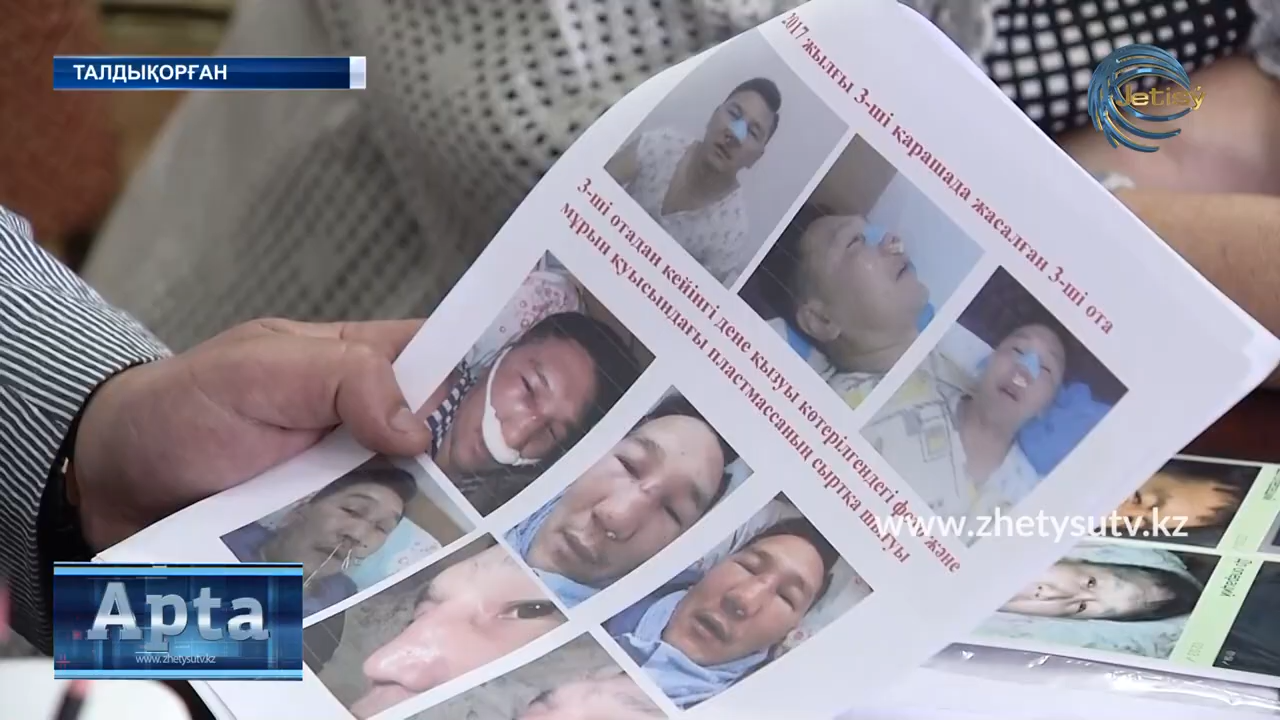 ТАЛДЫҚОРҒАН
Jetisý
2017 жылғы 3-ші қарашада жасалған 3-ші ота
3-ші отадан кейінгі дене қызуы көтерілгендегі фото және
мұрын қуысындағы пластмассаның сыртқа шығуы
www.zhetysutv.kz
Apta
www.zhetysutv.kz